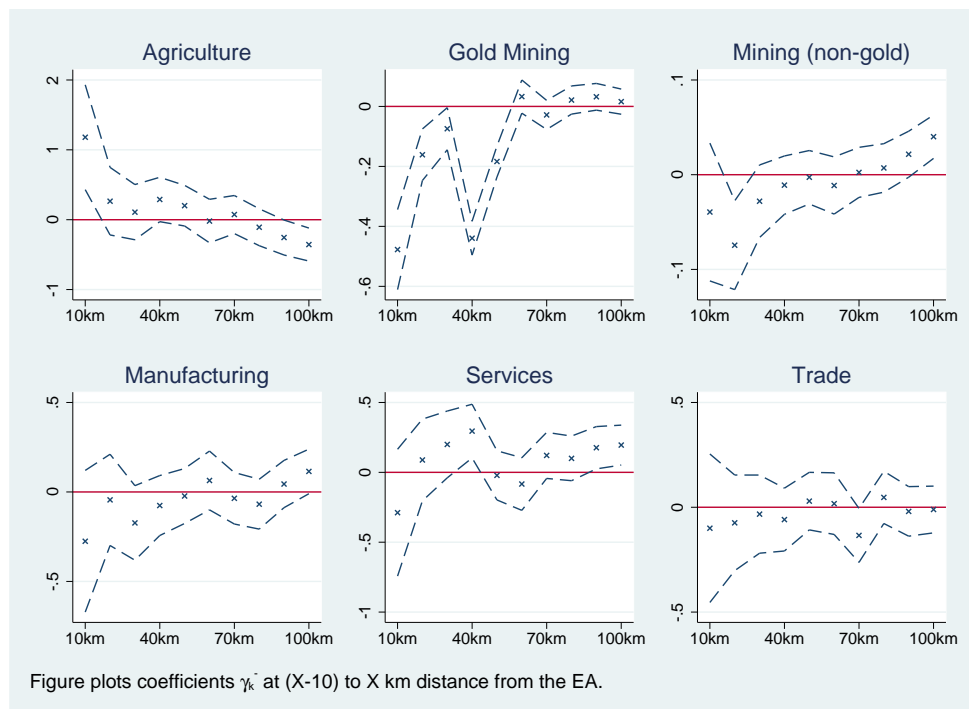 Agriculture
2
1
0
-1
10km 40km 70km 100km
Gold Mining
0
-.2
-.4
-.6
10km 40km 70km 100km
Mining (non-gold)
.1
0
-.1
10km 40km 70km 100km
Manufacturing
.5
0
-.5
10km 40km 70km 100km
Services
.5
0
-.5
-1
10km 40km 70km 100km
Trade
.5
0
-.5
10km 40km 70km 100km
Figure plots coefficients γₖ⁻ at (X-10) to X km distance from the EA.